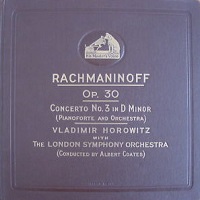 RACHMANINOFF
OP. 30
CONCERTO NO. 3 IN D MINOR
(PIANOFORTE AND ORCHESTRA)
VLADIMIR HOROWITZ
WITH
THE LONDON SYMPHONY ORCHESTRA
(CONDUCTED BY ALBERT COATES)